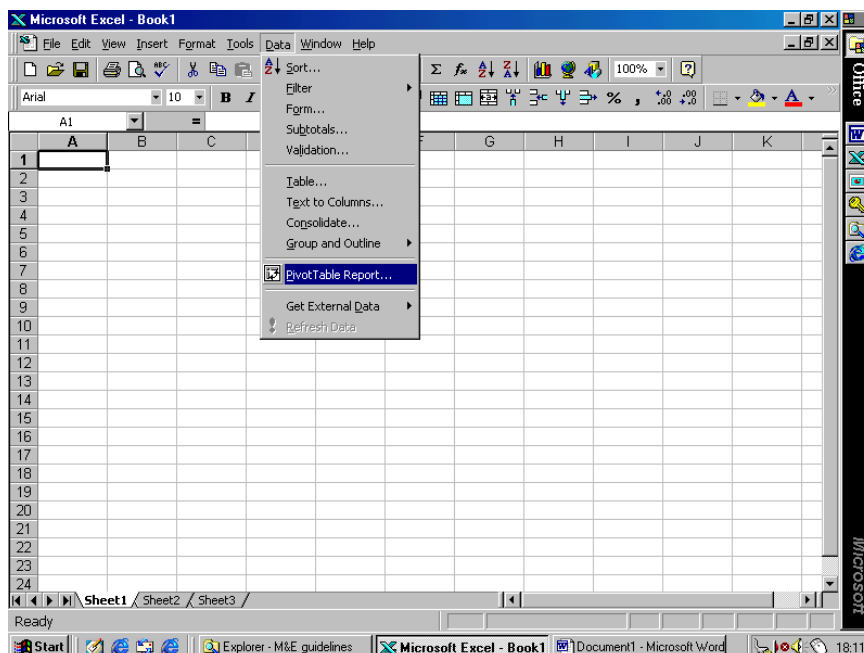 Microsoft Excel - Book1
File Edit View Insert Format Tools Data Window Help
100%
Arial 10 B I % ,
A1 =
Sort...
Filter
Form...
Subtotals...
Validation...
Table...
Text to Columns...
Consolidate...
Group and Outline
PivotTable Report...
Get External Data
Refresh Data
A B C F G H I J K
1
2
3
4
5
6
7
8
9
10
11
12
13
14
15
16
17
18
19
20
21
22
23
24
Sheet1 Sheet2 Sheet3
Ready
Start Explorer - M&E guidelines Microsoft Excel - Book1 Document1 - Microsoft Word 18:11
Office
Microsoft